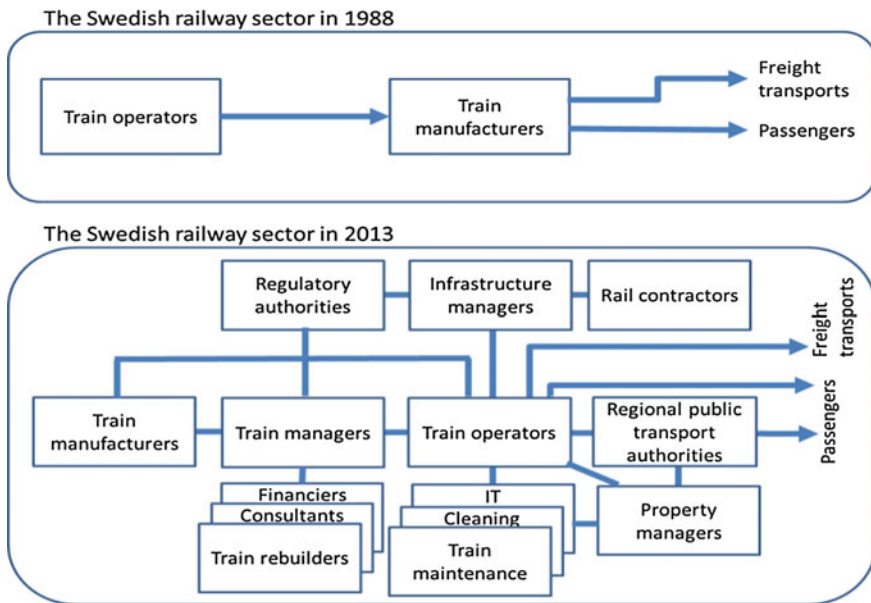 The Swedish railway sector in 1988
Train operators
Train
manufacturers
Freight
transports
Passengers
The Swedish railway sector in 2013
Regulatory
authorities
Infrastructure
managers
Rail contractors
Freight
transports
Train
manufacturers
Train managers
Train operators
Regional public
transport
authorities
Passengers
Financiers
Consultants
Train rebuilders
IT
Cleaning
Train
maintenance
Property
managers